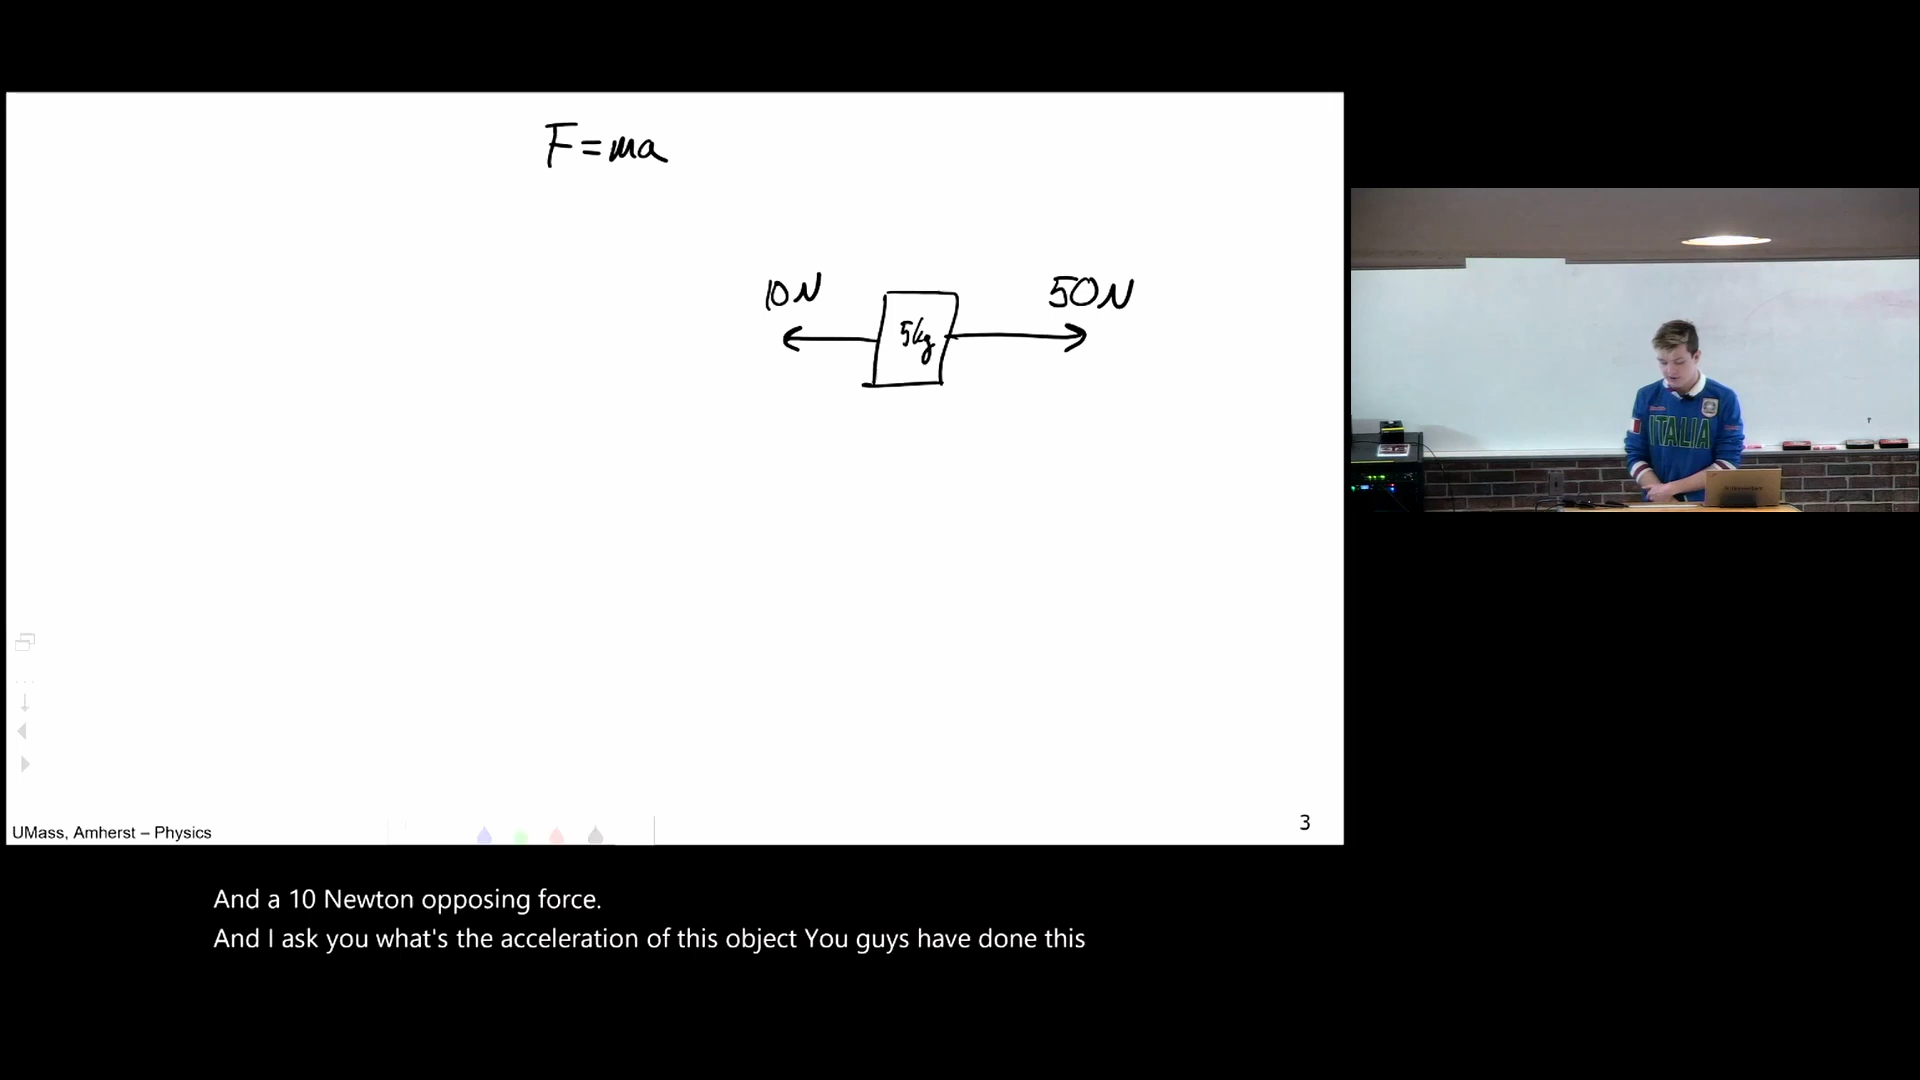 F=ma
10N
50N
5kg
ITALIA
UMass, Amherst – Physics
3
And a 10 Newton opposing force.
And I ask you what's the acceleration of this object You guys have done this